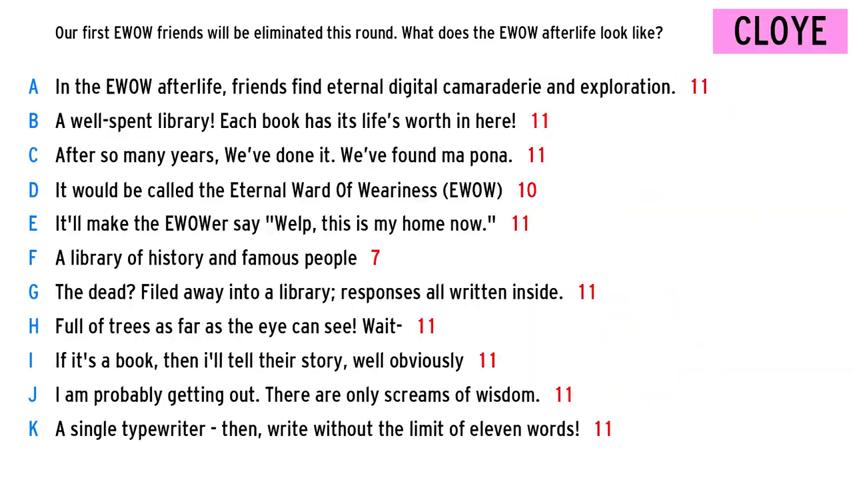 Our first EWOW friends will be eliminated this round. What does the EWOW afterlife look like?
CLOYE
A In the EWOW afterlife, friends find eternal digital camaraderie and exploration. 11
B A well-spent library! Each book has its life's worth in here! 11
C After so many years, We've done it. We've found ma pona. 11
D It would be called the Eternal Ward Of Weariness (EWOW) 10
E It'll make the EWOWer say "Welp, this is my home now." 11
F A library of history and famous people 7
G The dead? Filed away into a library; responses all written inside. 11
H Full of trees as far as the eye can see! Wait- 11
I If it's a book, then i'll tell their story, well obviously 11
J I am probably getting out. There are only screams of wisdom. 11
K A single typewriter - then, write without the limit of eleven words! 11